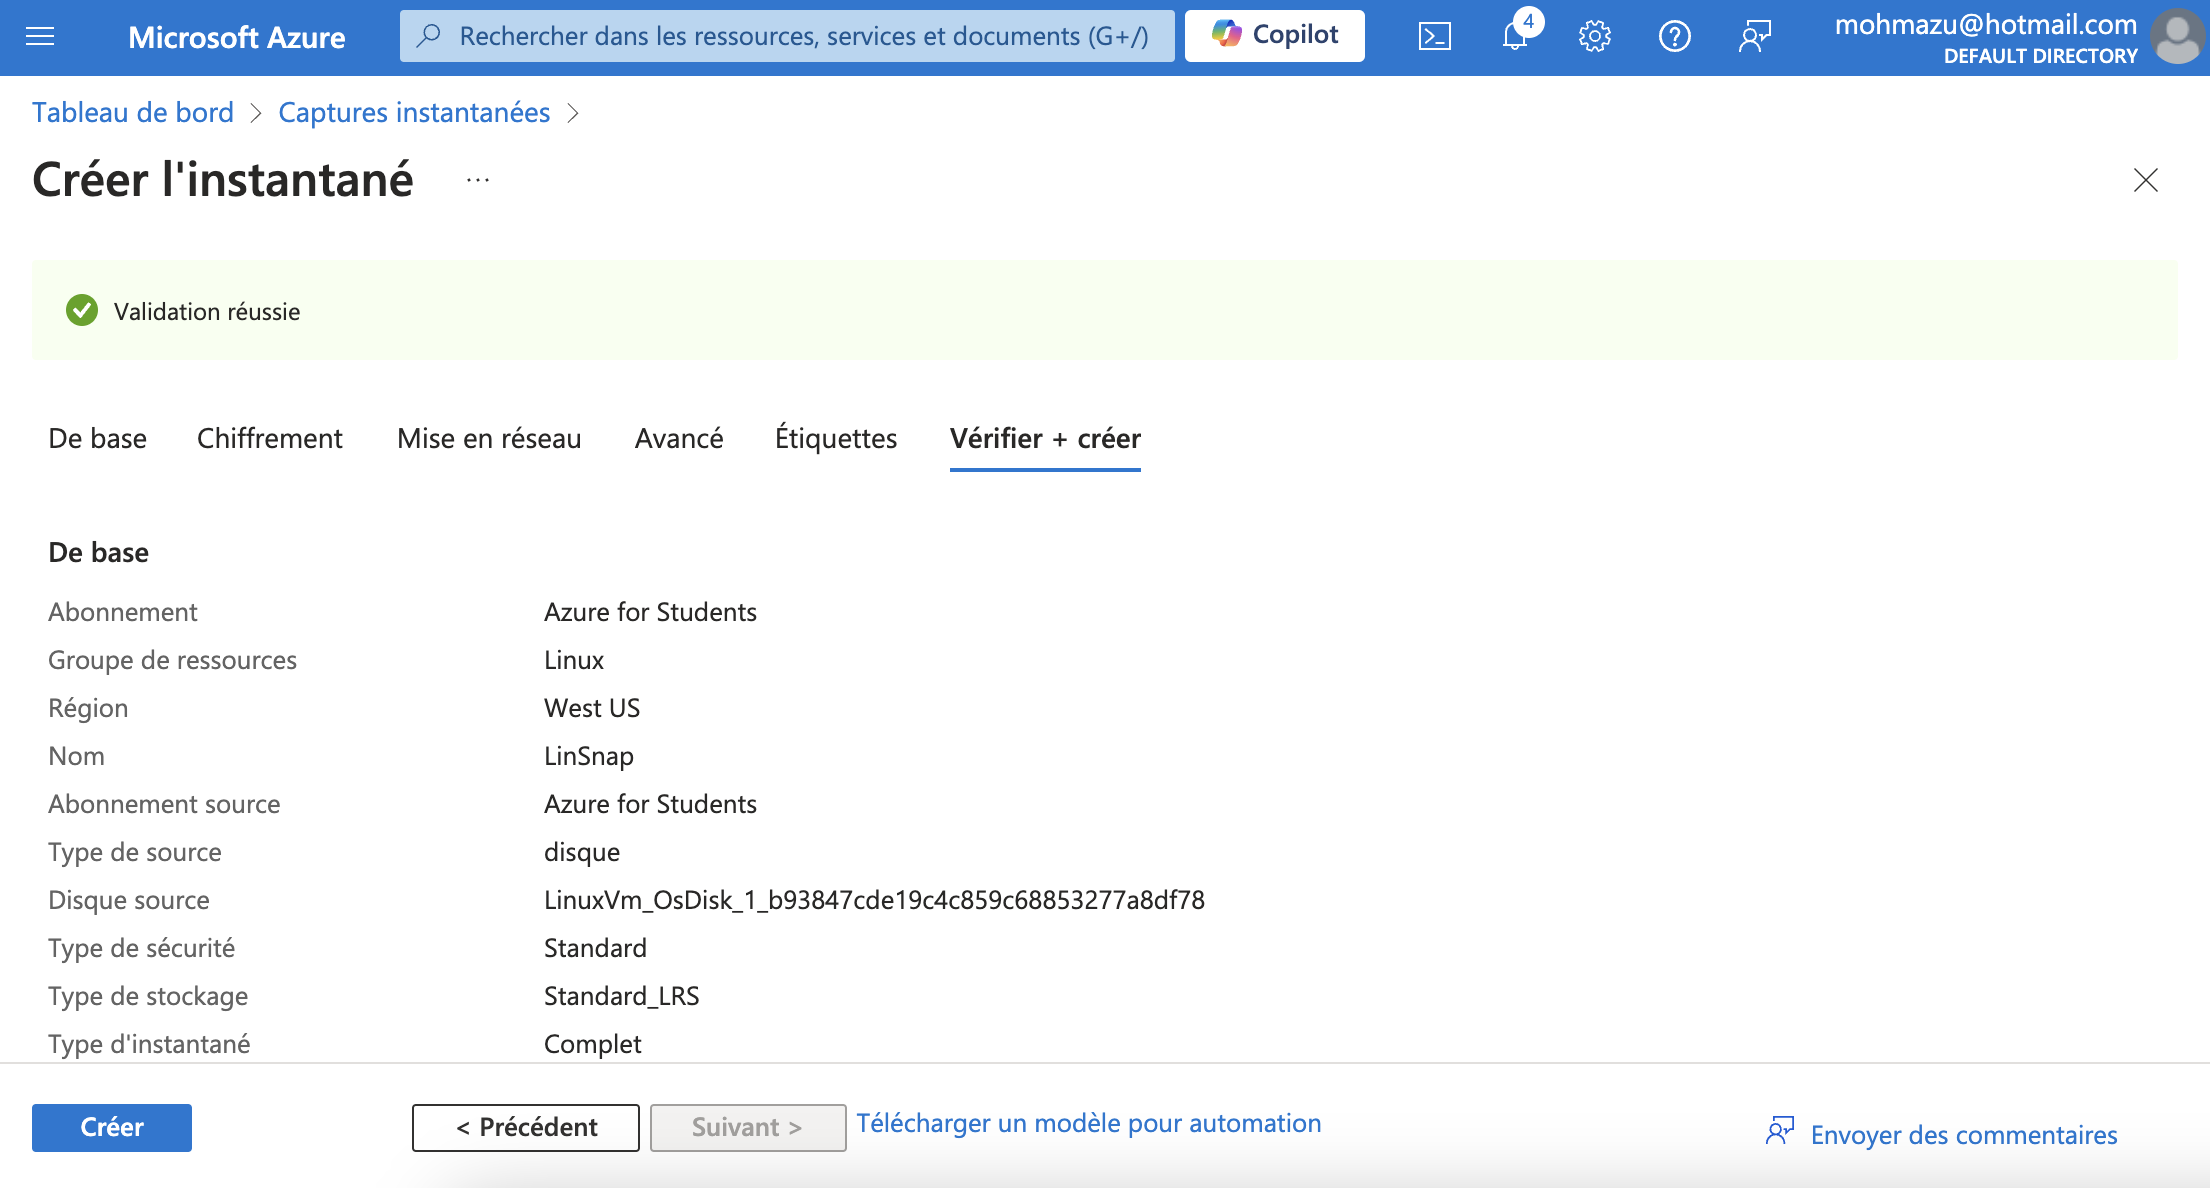 Microsoft Azure
Rechercher dans les ressources, services et documents (G+/)
Copilot
4
mohmazu@hotmail.com
DEFAULT DIRECTORY
Tableau de bord > Captures instantanées >
Créer l'instantané ...
Validation réussie
De base Chiffrement Mise en réseau Avancé Étiquettes Vérifier + créer
De base
Abonnement Azure for Students
Groupe de ressources Linux
Région West US
Nom LinSnap
Abonnement source Azure for Students
Type de source disque
Disque source LinuxVm_OsDisk_1_b93847cde19c4c859c68853277a8df78
Type de sécurité Standard
Type de stockage Standard_LRS
Type d'instantané Complet
Créer < Précédent Suivant > Télécharger un modèle pour automation Envoyer des commentaires